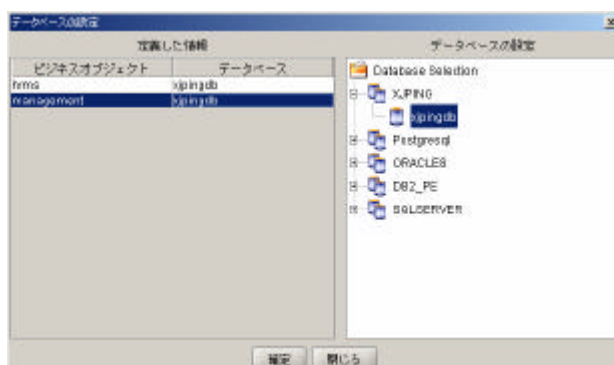 データベースの設定
定義した情報
ビジネスオブジェクト データベース
hrms xjpingdb
management xjpingdb
データベースの設定
Database Selection
XJPING
xjpingdb
Postgresql
ORACLE8
DB2_PE
SQLSERVER
確定 閉じる